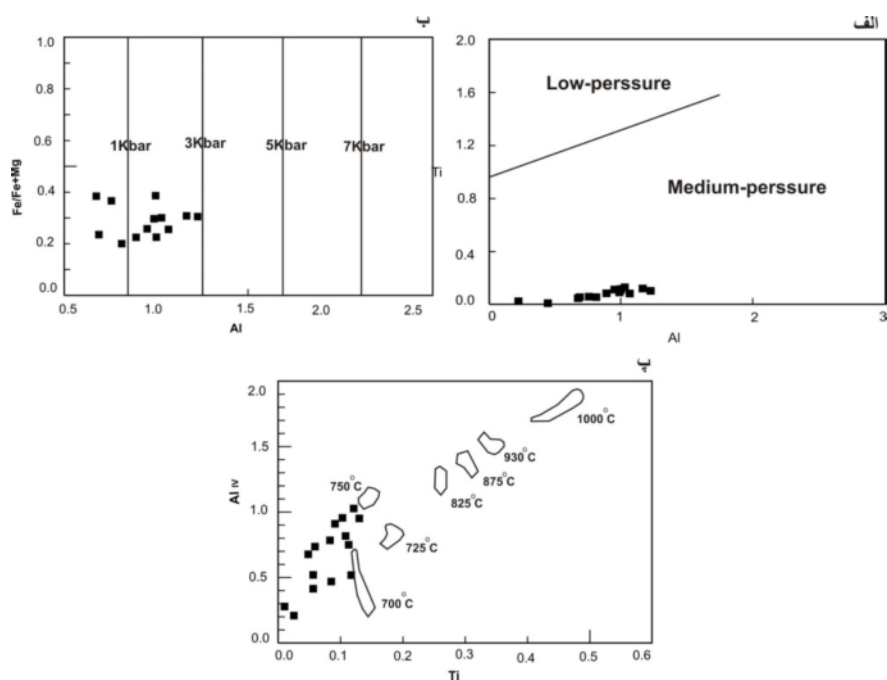 ب
1.0
0.8
0.6
0.4
0.2
0.0
Fe/Fe+Mg
1Kbar
3Kbar
5Kbar
7Kbar
0.5
1.0
1.5
2.0
2.5
Al
الف
2.0
1.6
1.2
0.8
0.4
0.0
Ti
Low-perssure
Medium-perssure
0
1
2
3
Al
2.0
1.5
1.0
0.5
0.0
Al IV
750°C
700°C
725°C
825°C
875°C
930°C
1000°C
0.0
0.1
0.2
0.3
0.4
0.5
0.6
Ti